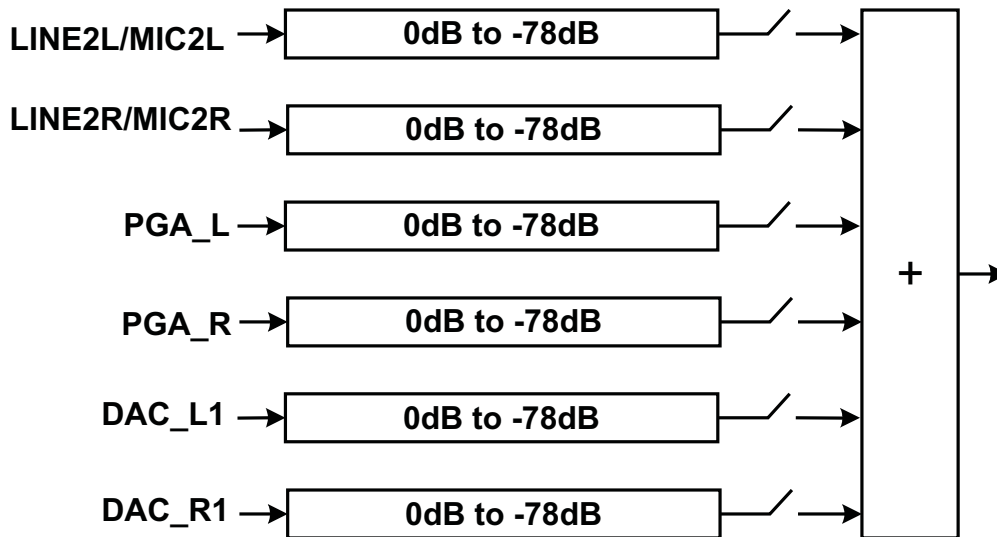 LINE2L/MIC2L 0dB to -78dB
LINE2R/MIC2R 0dB to -78dB
PGA_L 0dB to -78dB
+
PGA_R 0dB to -78dB
DAC_L1 0dB to -78dB
DAC_R1 0dB to -78dB